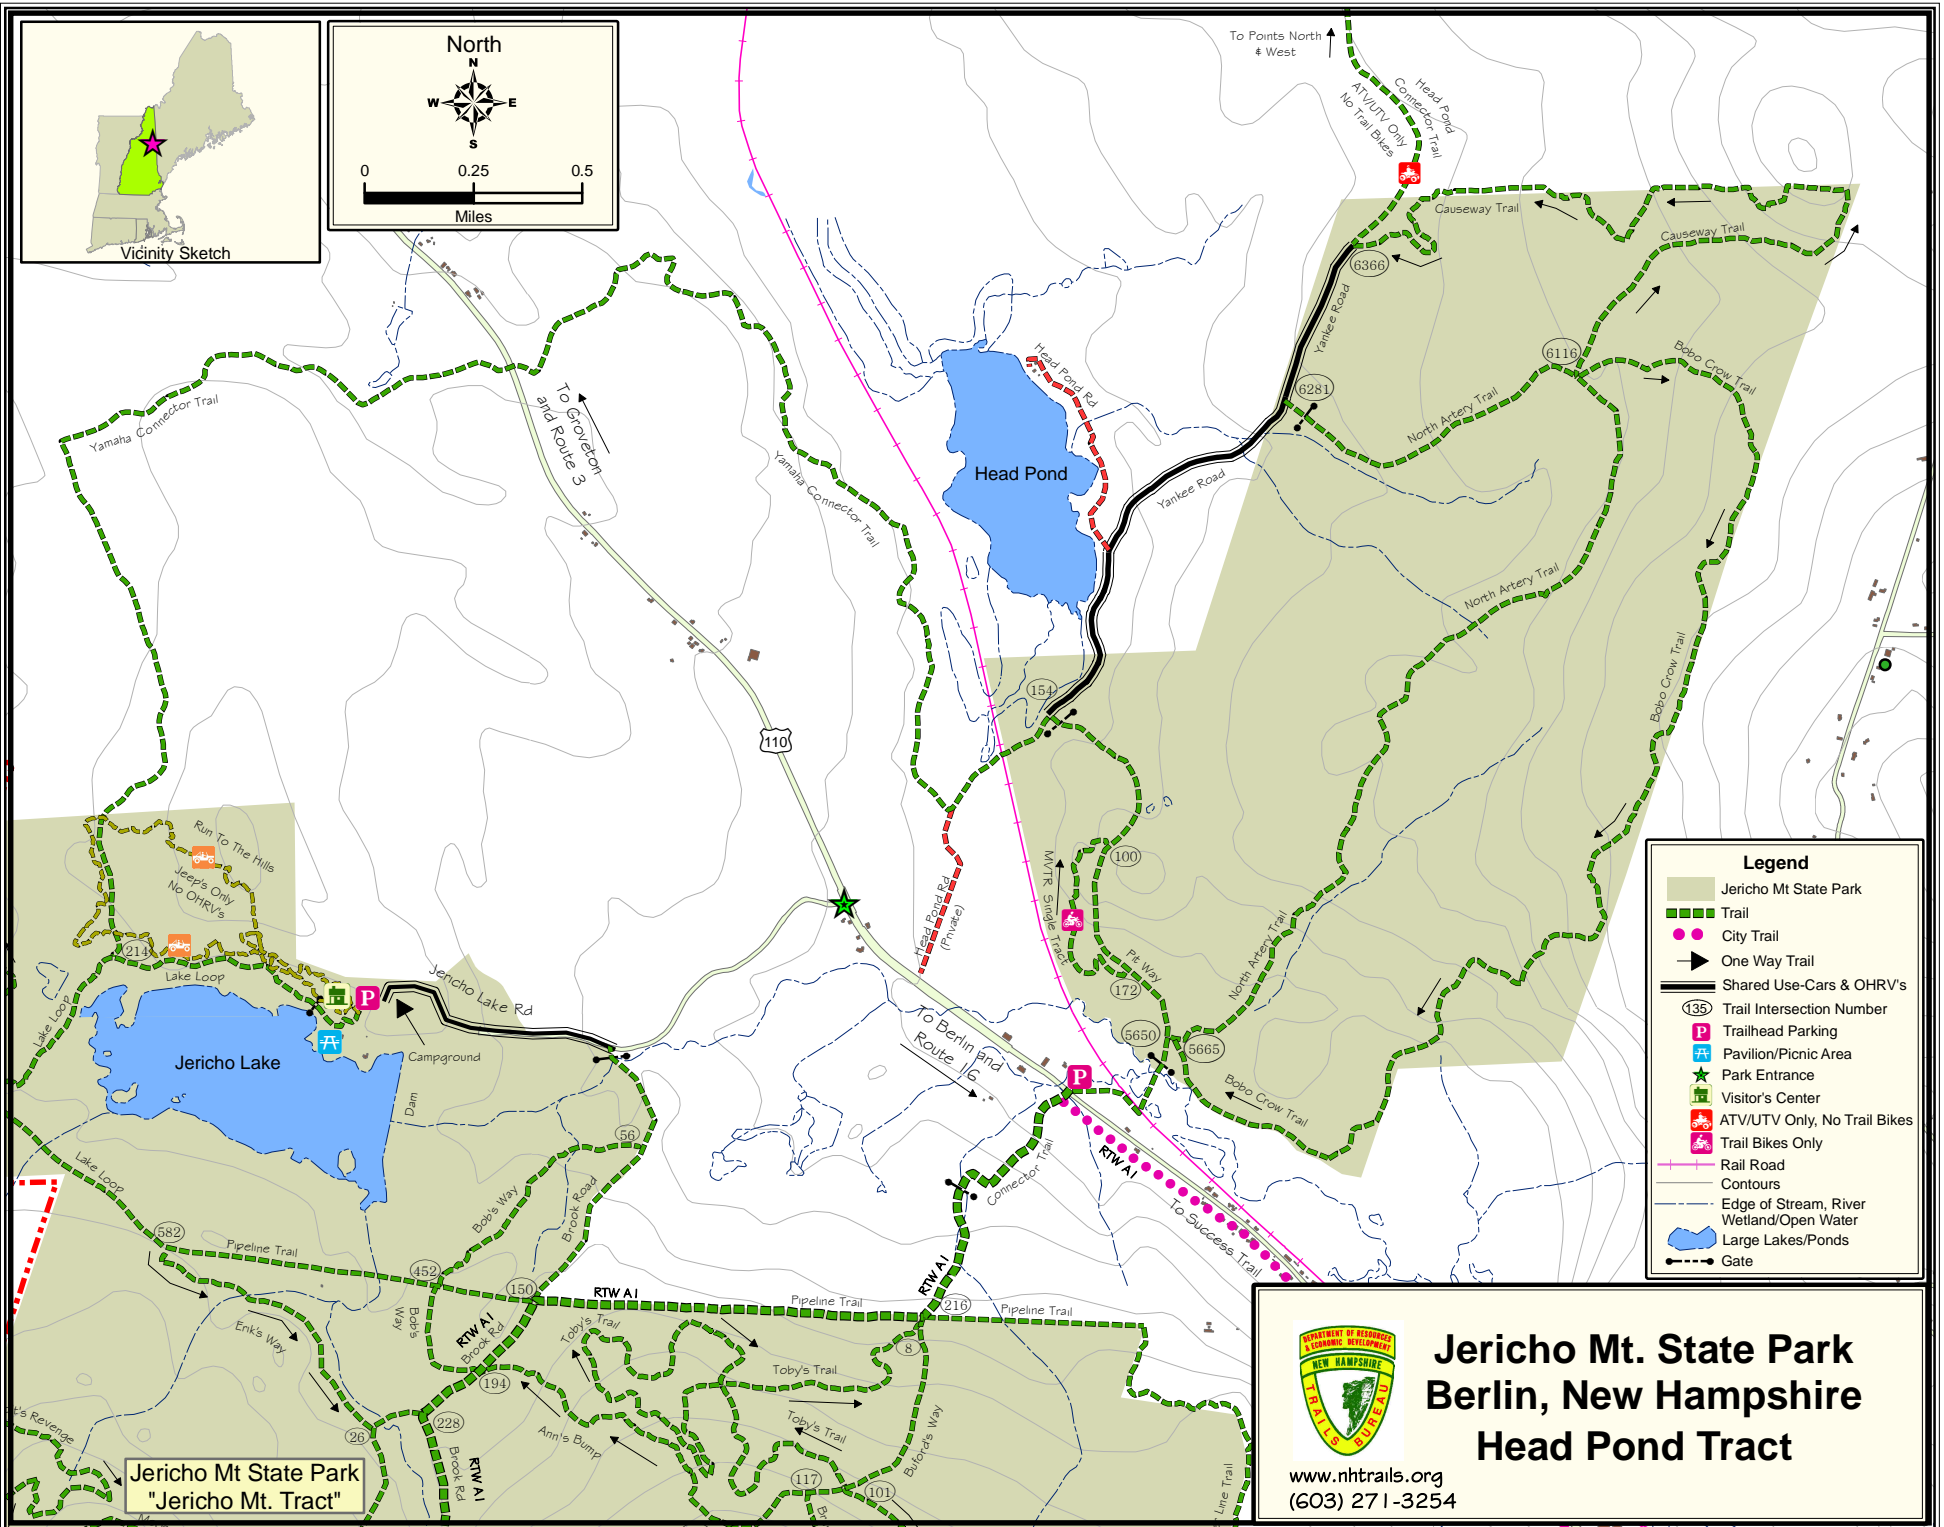 Vicinity Sketch
North
N
W
E
S
0
0.25
0.5
Miles
To Points North
& West
Head Pond
Connector Trail
ATV/UTV Only
No Trail Bikes
Causeway Trail
Causeway Trail
6366
Yankee Road
6116
Bobo Crow Trail
6281
North Artery Trail
Head Pond Rd
Head Pond
Yankee Road
To Groveton
and Route 3
Yamaha Connector Trail
Yamaha Connector Trail
North Artery Trail
Bobo Crow Trail
154
110
Run To The Hills
Jeep's Only
No OHRV's
214
Lake Loop
Lake Loop
P
Jericho Lake Rd
Campground
Jericho Lake
Dam
Head Pond Rd
(Private)
MVTR Single Tract
100
Pit Way
172
North Artery Trail
5650
5665
Bobo Crow Trail
To Berlin and
Route 16
P
Connector Trail
RTW A1
To Success Trail
56
Bob's Way
Brook Road
Lake Loop
582
Pipeline Trail
452
150
RTW A1
Pipeline Trail
RTW A1
216
Pipeline Trail
Bob's
Way
RTW A1
Brook Rd
Toby's Trail
8
Toby's Trail
Erik's Way
194
Toby's Trail
Ann's Bump
228
26
Buford's Way
Brook Rd
RTW A1
117
101
t's Revenge
Line Trail
Jericho Mt State Park
"Jericho Mt. Tract"
Legend
Jericho Mt State Park
Trail
City Trail
One Way Trail
Shared Use-Cars & OHRV's
135 Trail Intersection Number
P Trailhead Parking
Pavilion/Picnic Area
Park Entrance
Visitor's Center
ATV/UTV Only, No Trail Bikes
Trail Bikes Only
Rail Road
Contours
Edge of Stream, River
Wetland/Open Water
Large Lakes/Ponds
Gate
DEPARTMENT OF RESOURCES
& ECONOMIC DEVELOPMENT
NEW HAMPSHIRE
TRAILS BUREAU
Jericho Mt. State Park
Berlin, New Hampshire
Head Pond Tract
www.nhtrails.org
(603) 271-3254